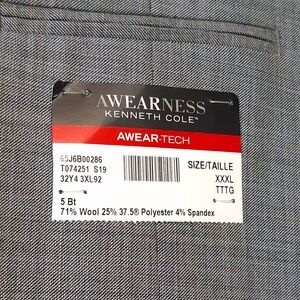 AWEARNESS
KENNETH COLE™
AWEAR-TECH
65J6B00286
T074251 S19
32Y4 3XL92
SIZE/TAILLE
XXXL
TTTG
5 Bt
71% Wool 25% 37.5® Polyester 4% Spandex